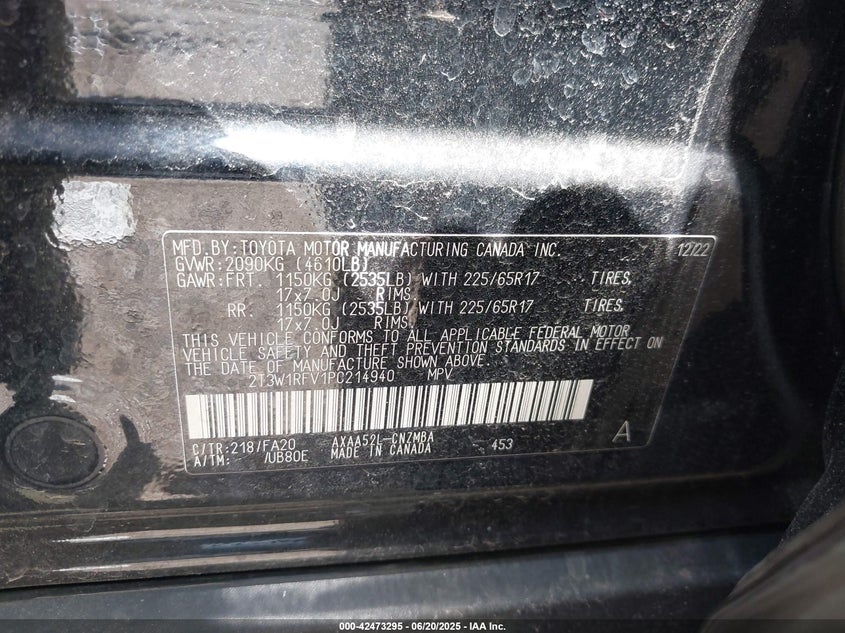 MFD.BY:TOYOTA MOTOR MANUFACTURING CANADA INC. 12/22
GVWR:2090KG (4610LB)
GAWR:FRT. 1150KG (2535LB) WITH 225/65R17 TIRES,
17x7.0J RIMS,
RR: 1150KG (2535LB) WITH 225/65R17 TIRES,
17x7.0J RIMS,
THIS VEHICLE CONFORMS TO ALL APPLICABLE FEDERAL MOTOR
VEHICLE SAFETY AND THEFT PREVENTION STANDARDS IN EFFECT ON
THE DATE OF MANUFACTURE SHOWN ABOVE.
2T3W1RFV1PC214940 MPV
C/TR:218/FA20 AXAA52L-CNZMBA 453 A
A/TM: /UB80E MADE IN CANADA
000-42473295 - 06/20/2025 - IAA Inc.